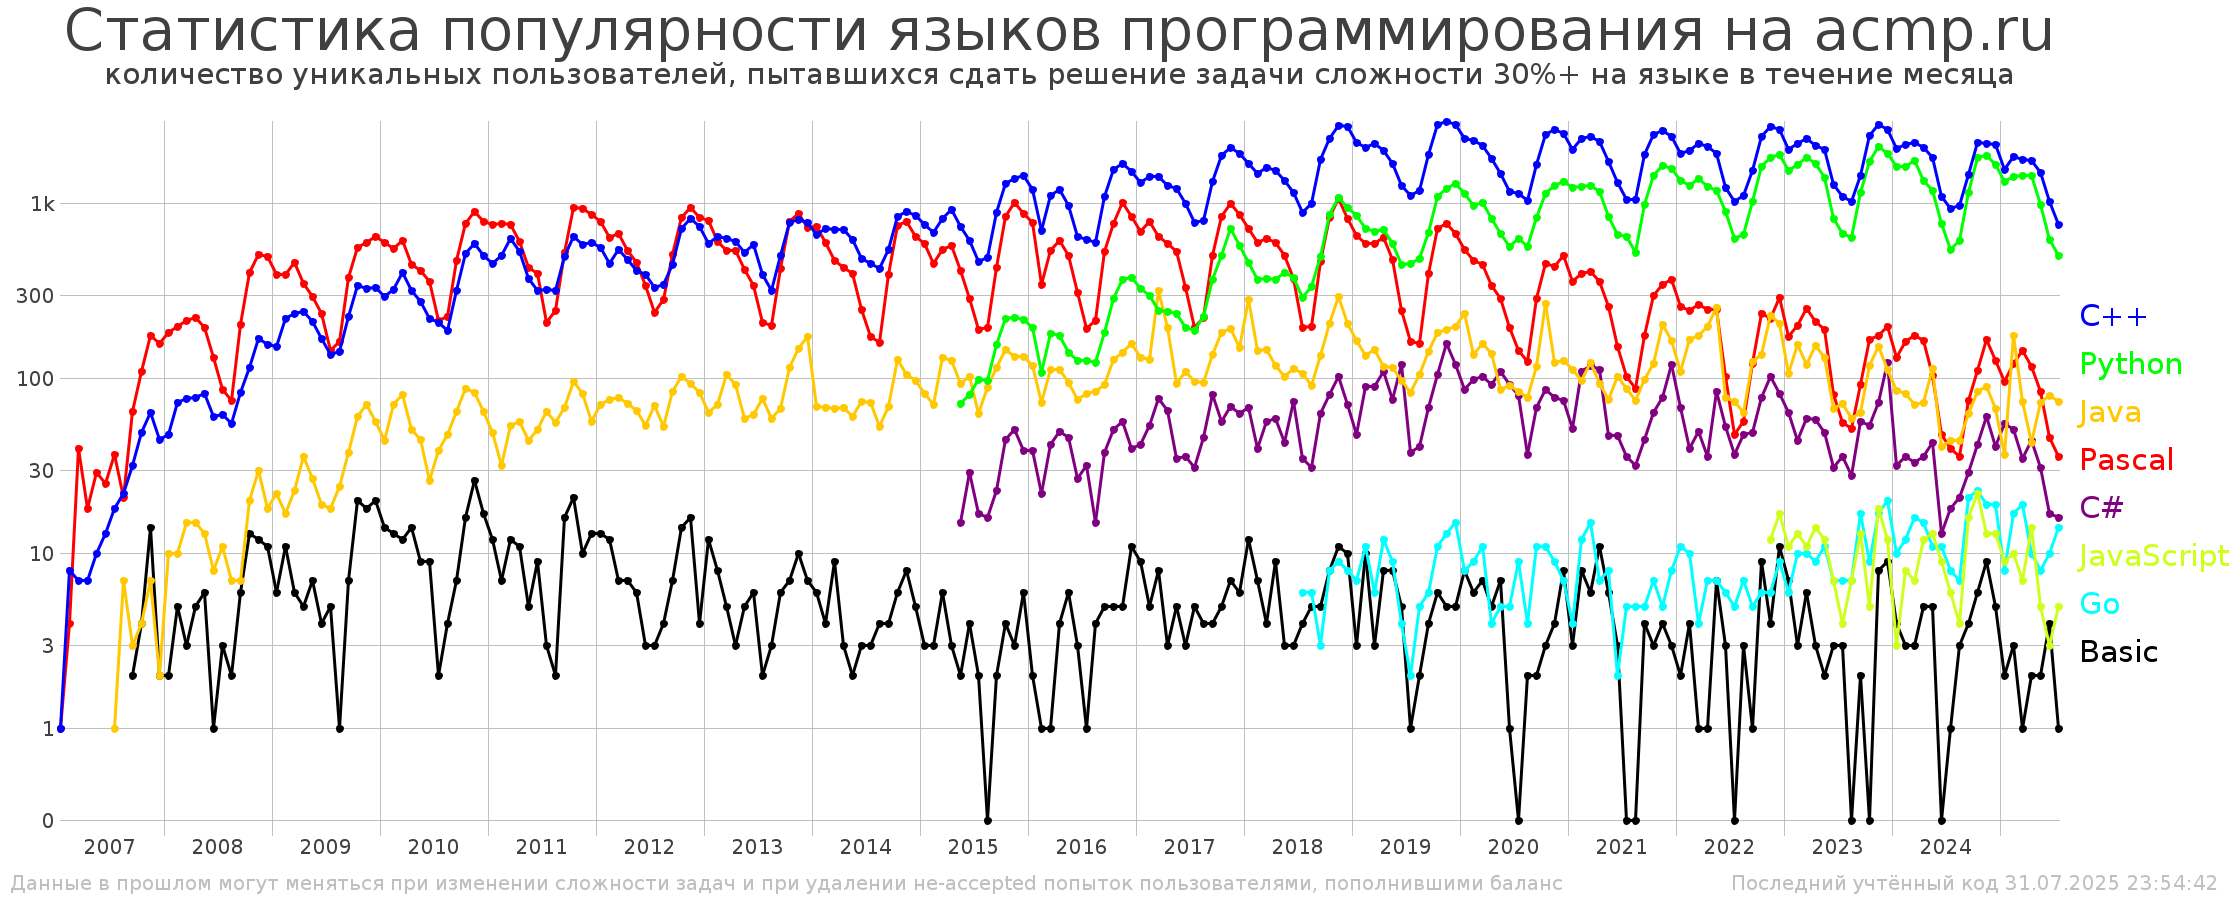 Статистика популярности языков программирования на acmp.ru
количество уникальных пользователей, пытавшихся сдать решение задачи сложности 30%+ на языке в течение месяца
1k
300
100
30
10
3
1
0
C++
Python
Java
Pascal
C#
JavaScript
Go
Basic
2007 2008 2009 2010 2011 2012 2013 2014 2015 2016 2017 2018 2019 2020 2021 2022 2023 2024
Данные в прошлом могут меняться при изменении сложности задач и при удалении не-accepted попыток пользователями, пополнившими баланс
Последний учтённый код 31.07.2025 23:54:42